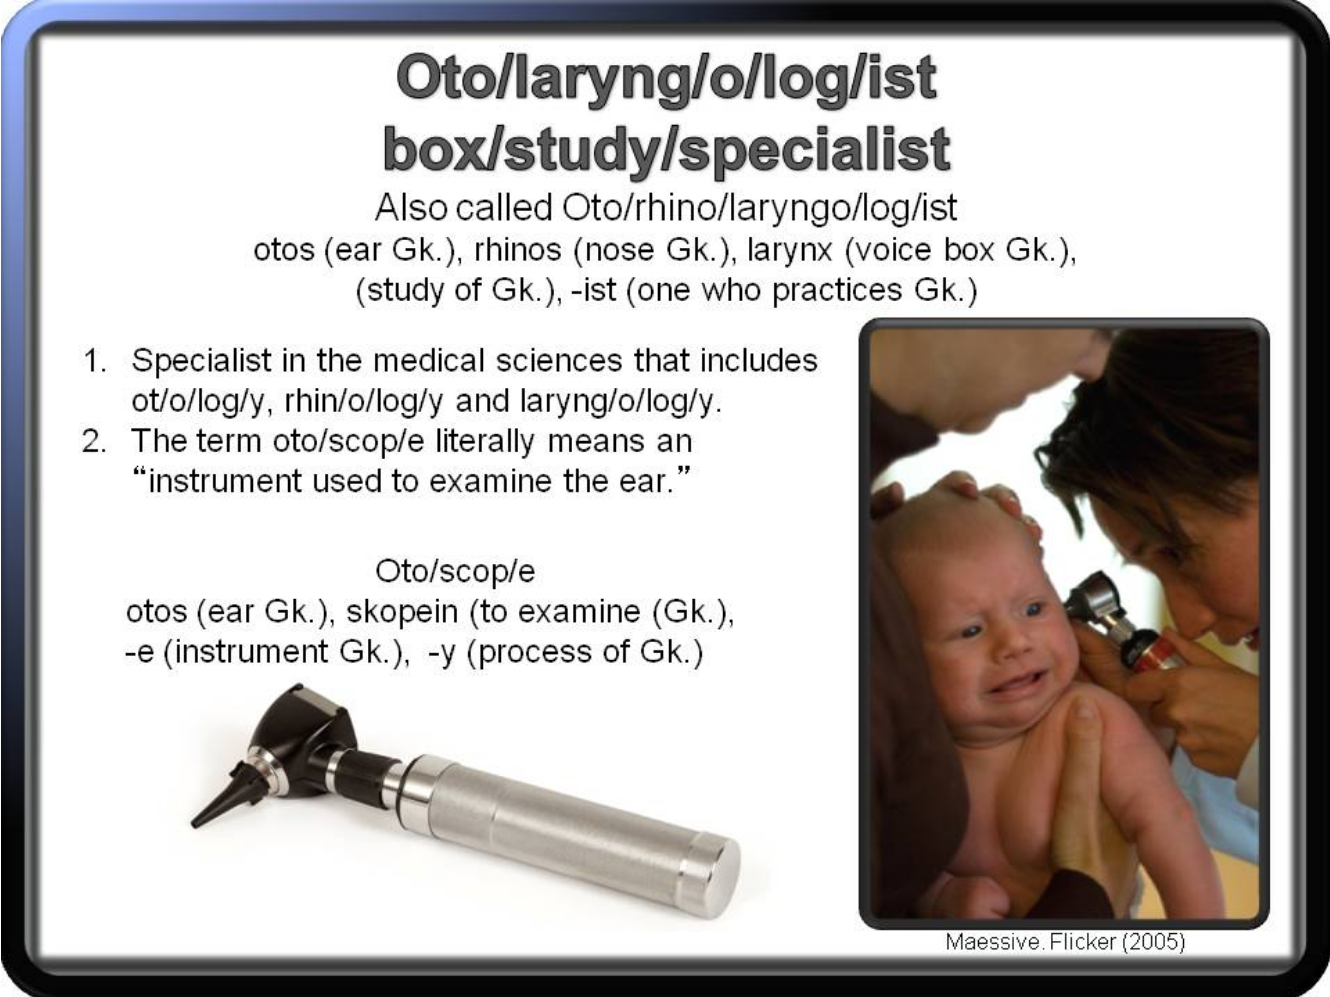 Oto/laryng/o/log/ist
box/study/specialist
Also called Oto/rhino/laryngo/log/ist
otos (ear Gk.), rhinos (nose Gk.), larynx (voice box Gk.),
(study of Gk.), -ist (one who practices Gk.)
1. Specialist in the medical sciences that includes
ot/o/log/y, rhin/o/log/y and laryng/o/log/y.
2. The term oto/scop/e literally means an
“instrument used to examine the ear.”
Oto/scop/e
otos (ear Gk.), skopein (to examine (Gk.),
-e (instrument Gk.), -y (process of Gk.)
Maessive. Flicker (2005)